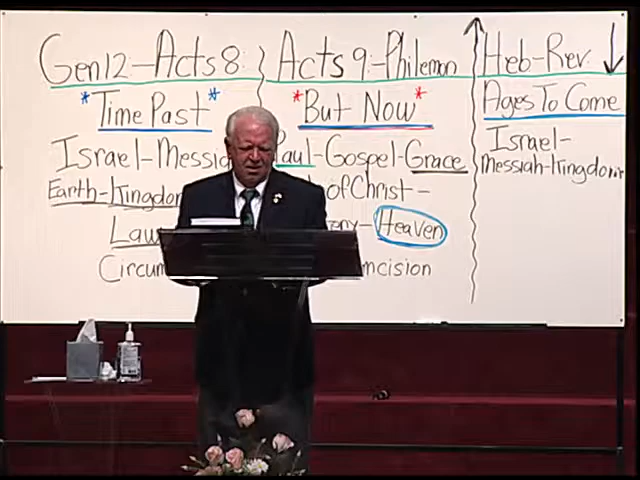 Gen 12-Acts 8:
*Time Past*
Israel-Messia
Earth-Kingdom
Law
Circum
Acts 9:-Philemon
*But Now*
Paul-Gospel-Grace
of Christ-
Heaven
mcision
Heb-Rev.
Ages To Come
Israel-
Messiah-Kingdom